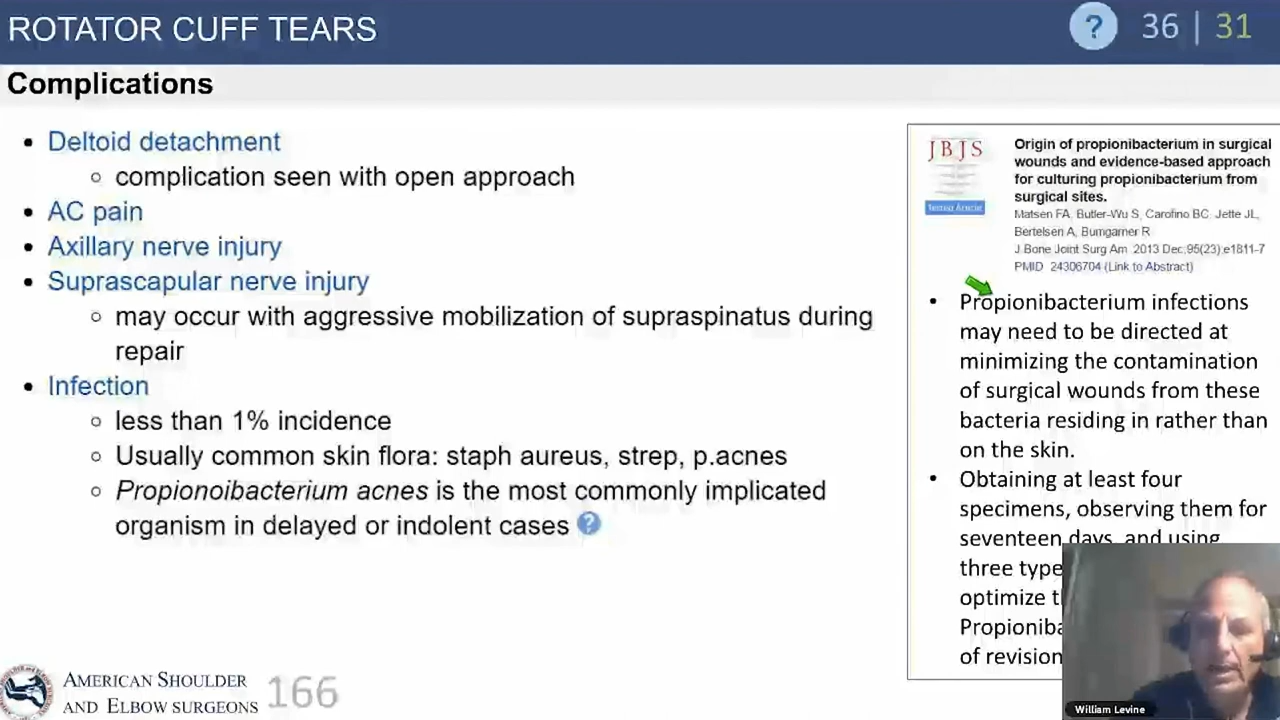 ROTATOR CUFF TEARS
? 36 | 31
Complications
• Deltoid detachment
○ complication seen with open approach
• AC pain
• Axillary nerve injury
• Suprascapular nerve injury
○ may occur with aggressive mobilization of supraspinatus during
repair
• Infection
○ less than 1% incidence
○ Usually common skin flora: staph aureus, strep, p.acnes
○ Propionoibacterium acnes is the most commonly implicated
organism in delayed or indolent cases ?
JBJS
Origin of propionibacterium in surgical
wounds and evidence-based approach
for culturing propionibacterium from
surgical sites.
Matsen FA, Butler-Wu S, Carofino BC, Jette JL,
Bertelsen A, Bumgarner R
J Bone Joint Surg Am. 2013 Dec;95(23):e1811-7
PMID 24306704 (Link to Abstract)
• Propionibacterium infections
may need to be directed at
minimizing the contamination
of surgical wounds from these
bacteria residing in rather than
on the skin.
• Obtaining at least four
specimens, observing them for
seventeen days, and using
three type
optimize t
Propioniba
of revision
AMERICAN SHOULDER
AND ELBOW SURGEONS
166
William Levine